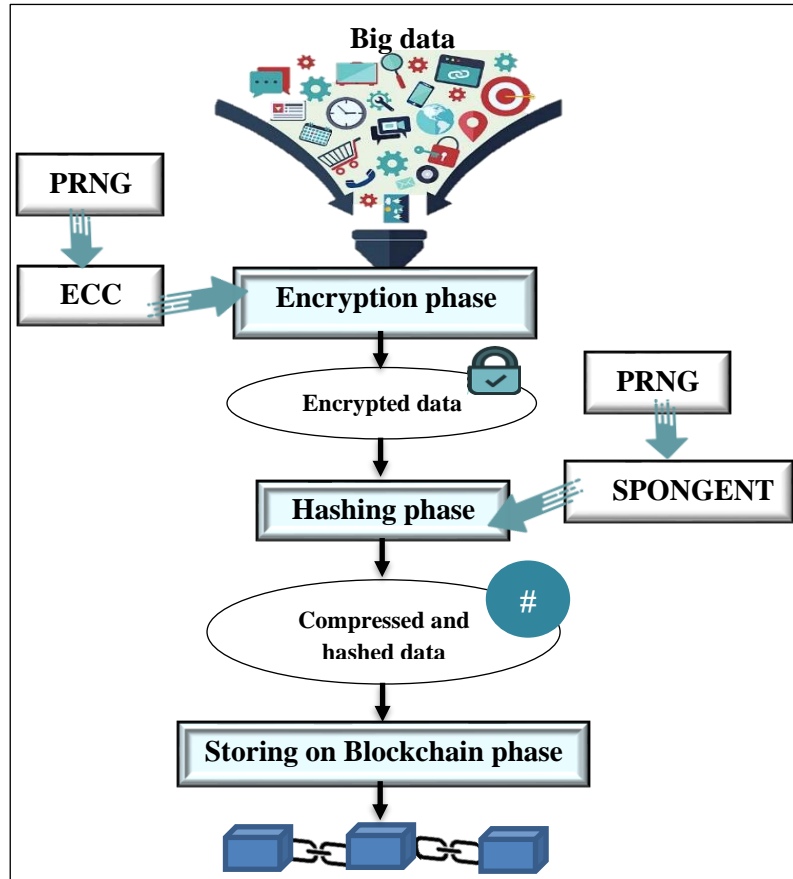 Big data
PRNG
ECC
Encryption phase
Encrypted data
PRNG
SPONGENT
Hashing phase
#
Compressed and
hashed data
Storing on Blockchain phase